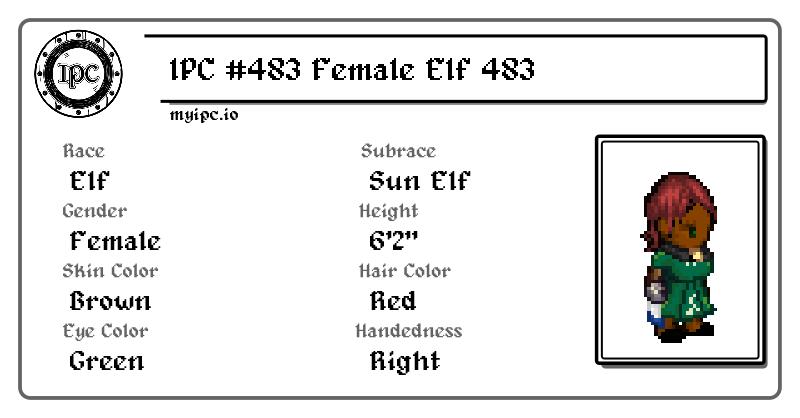 IPC
IPC #483 Female Elf 483
myipc.io
Race
Elf
Subrace
Sun Elf
Gender
Female
Height
6'2"
Skin Color
Brown
Hair Color
Red
Eye Color
Green
Handedness
Right